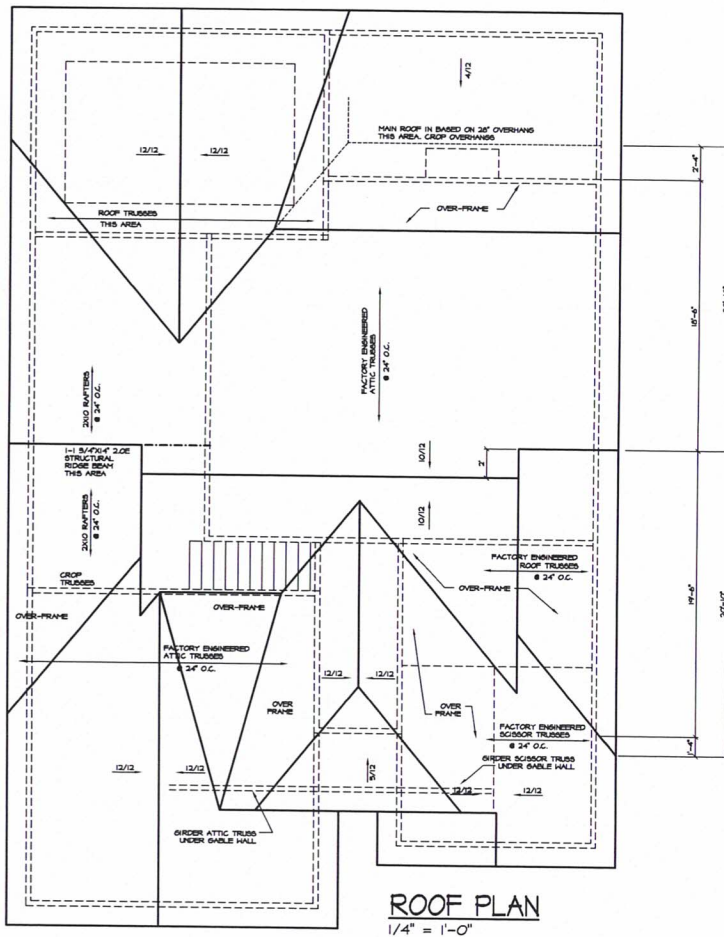 4/12
MAIN ROOF IN BASED ON 28" OVERHANG
THIS AREA. CROP OVERHANGS
12/12
12/12
2'-4"
ROOF TRUSSES
THIS AREA
OVER-FRAME
18'-6"
FACTORY ENGINEERED
ATTIC TRUSSES
@ 24" O.C.
2X10 RAFTERS
@ 24" O.C.
1-1 3/4"X14" 2.0E
STRUCTURAL
RIDGE BEAM
THIS AREA
10/12
2'
2X10 RAFTERS
@ 24" O.C.
10/12
FACTORY ENGINEERED
ROOF TRUSSES
@ 24" O.C.
CROP
TRUSSES
OVER-FRAME
OVER-FRAME
OVER-FRAME
19'-6"
20'-10"
FACTORY ENGINEERED
ATTIC TRUSSES
@ 24" O.C.
12/12
12/12
OVER
FRAME
OVER
FRAME
FACTORY ENGINEERED
SCISSOR TRUSSES
@ 24" O.C.
1'-4"
GIRDER SCISSOR TRUSS
UNDER GABLE WALL
12/12
12/12
5/12
12/12
12/12
GIRDER ATTIC TRUSS
UNDER GABLE WALL
ROOF PLAN
1/4" = 1'-0"